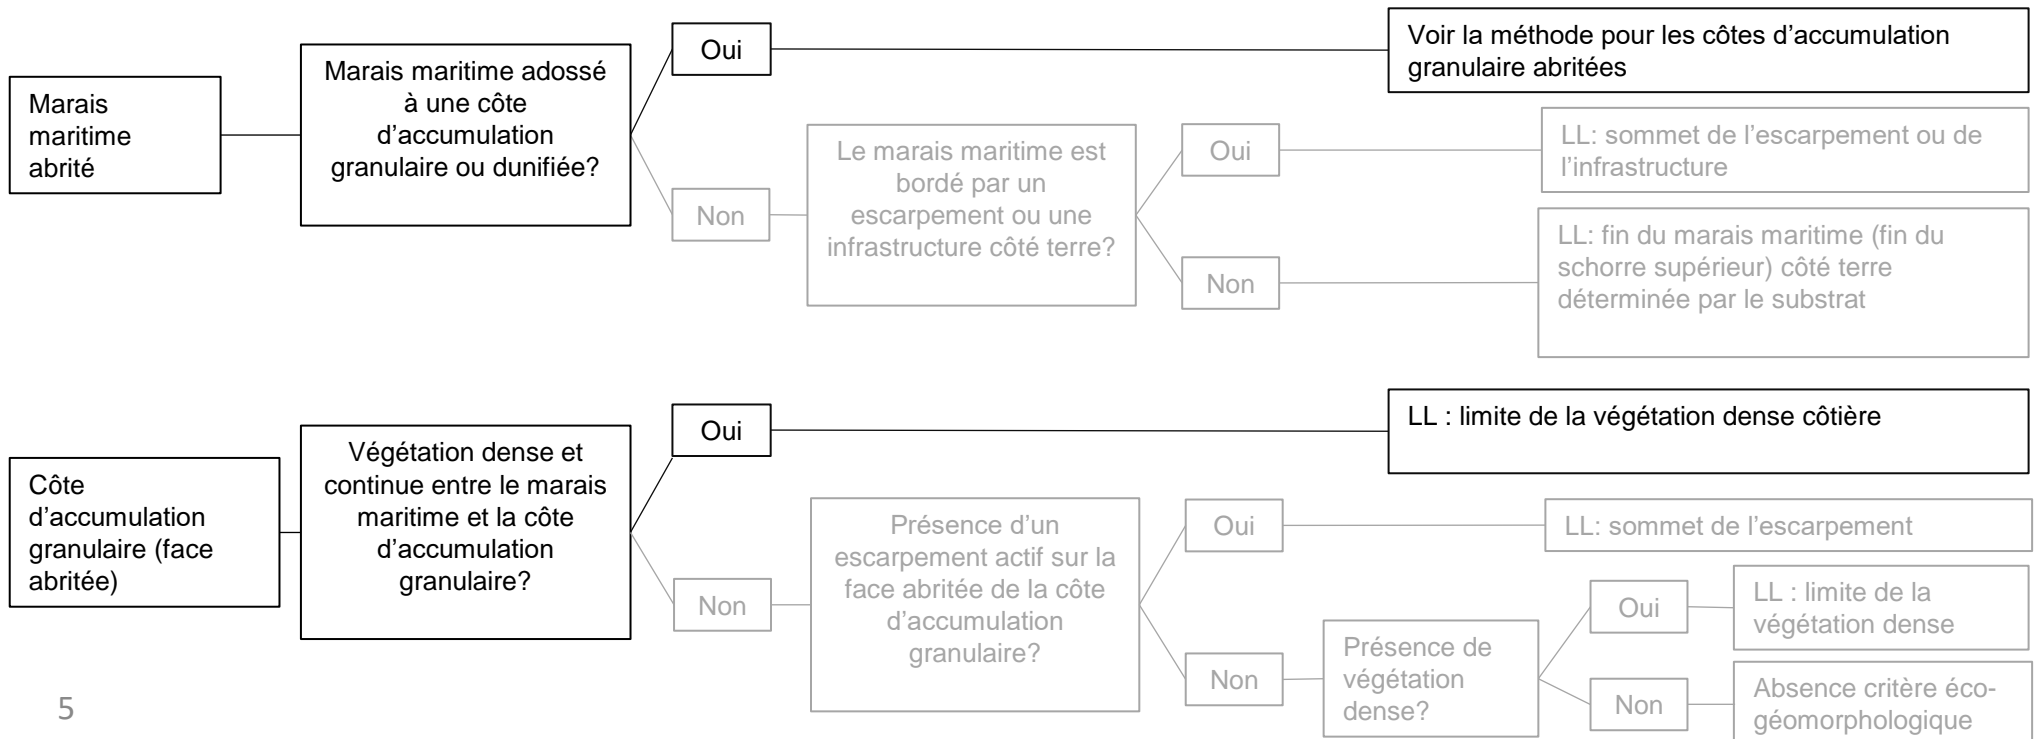 Marais
maritime
abrité
Marais maritime adossé
à une côte
d'accumulation
granulaire ou dunifiée?
Oui
Voir la méthode pour les côtes d'accumulation
granulaire abritées
Non
Le marais maritime est
bordé par un
escarpement ou une
infrastructure côté terre?
Oui
LL: sommet de l'escarpement ou de
l'infrastructure
Non
LL: fin du marais maritime (fin du
schorre supérieur) côté terre
déterminée par le substrat
Côte
d'accumulation
granulaire (face
abritée)
Végétation dense et
continue entre le marais
maritime et la côte
d'accumulation
granulaire?
Oui
LL : limite de la végétation dense côtière
Non
Présence d'un
escarpement actif sur la
face abritée de la côte
d'accumulation
granulaire?
Oui
LL: sommet de l'escarpement
Non
Présence de
végétation
dense?
Oui
LL : limite de la
végétation dense
Non
Absence critère éco-
géomorphologique
5